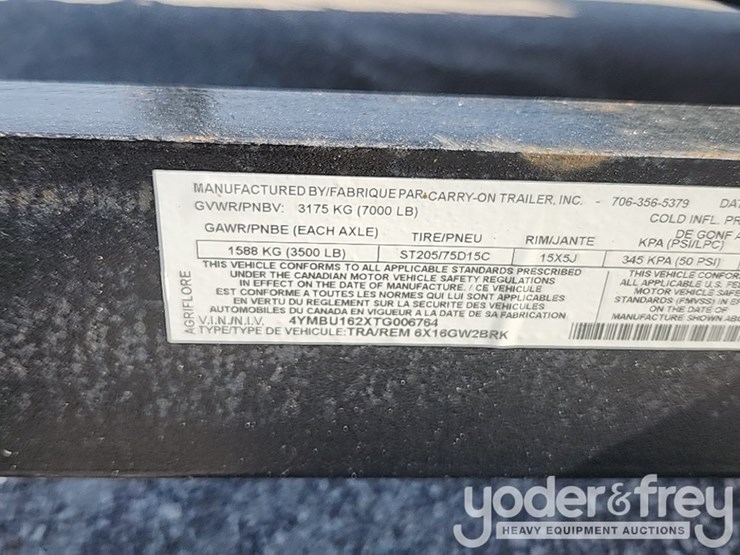 MANUFACTURED BY/FABRIQUE PAR CARRY-ON TRAILER, INC. - 706-356-5379 DAT
GVWR/PNBV: 3175 KG (7000 LB) COLD INFL. PR
DE GONF A
GAWR/PNBE (EACH AXLE) TIRE/PNEU RIM/JANTE KPA (PSI/LPC)
1588 KG (3500 LB) ST205/75D15C 15X5J 345 KPA (50 PSI)
THIS VEHICLE CONFORMS TO ALL APPLICABLE STANDARDS PRESCRIBED
UNDER THE CANADIAN MOTOR VEHICLE SAFETY REGULATIONS
IN EFFECT ON THE DATE OF MANUFACTURE. / CE VEHICULE
EST CONFORME A TOUTES LES NORMES QUI LUI SONT APPLICABLES
EN VERTU DU REGLEMENT SUR LA SECURITE DES VEHICULES
AUTOMOBILES DU CANADA EN VIGUEUR A LA DATE DE SA FABRICATION.
V.I.N./N.I.V. 4YMBU162XTG006764
TYPE/TYPE DE VEHICULE: TRA/REM 6X16GW2BRK
AGRIFLORE
THIS VEHICLE CONFOR
ALL APPLICABLE U.S. FE
MOTOR VEHICLE SAFE
STANDARDS (FMVSS) IN E
ON THE DATE OF
MANUFACTURE SHOWN ABO
yoder&frey
HEAVY EQUIPMENT AUCTIONS